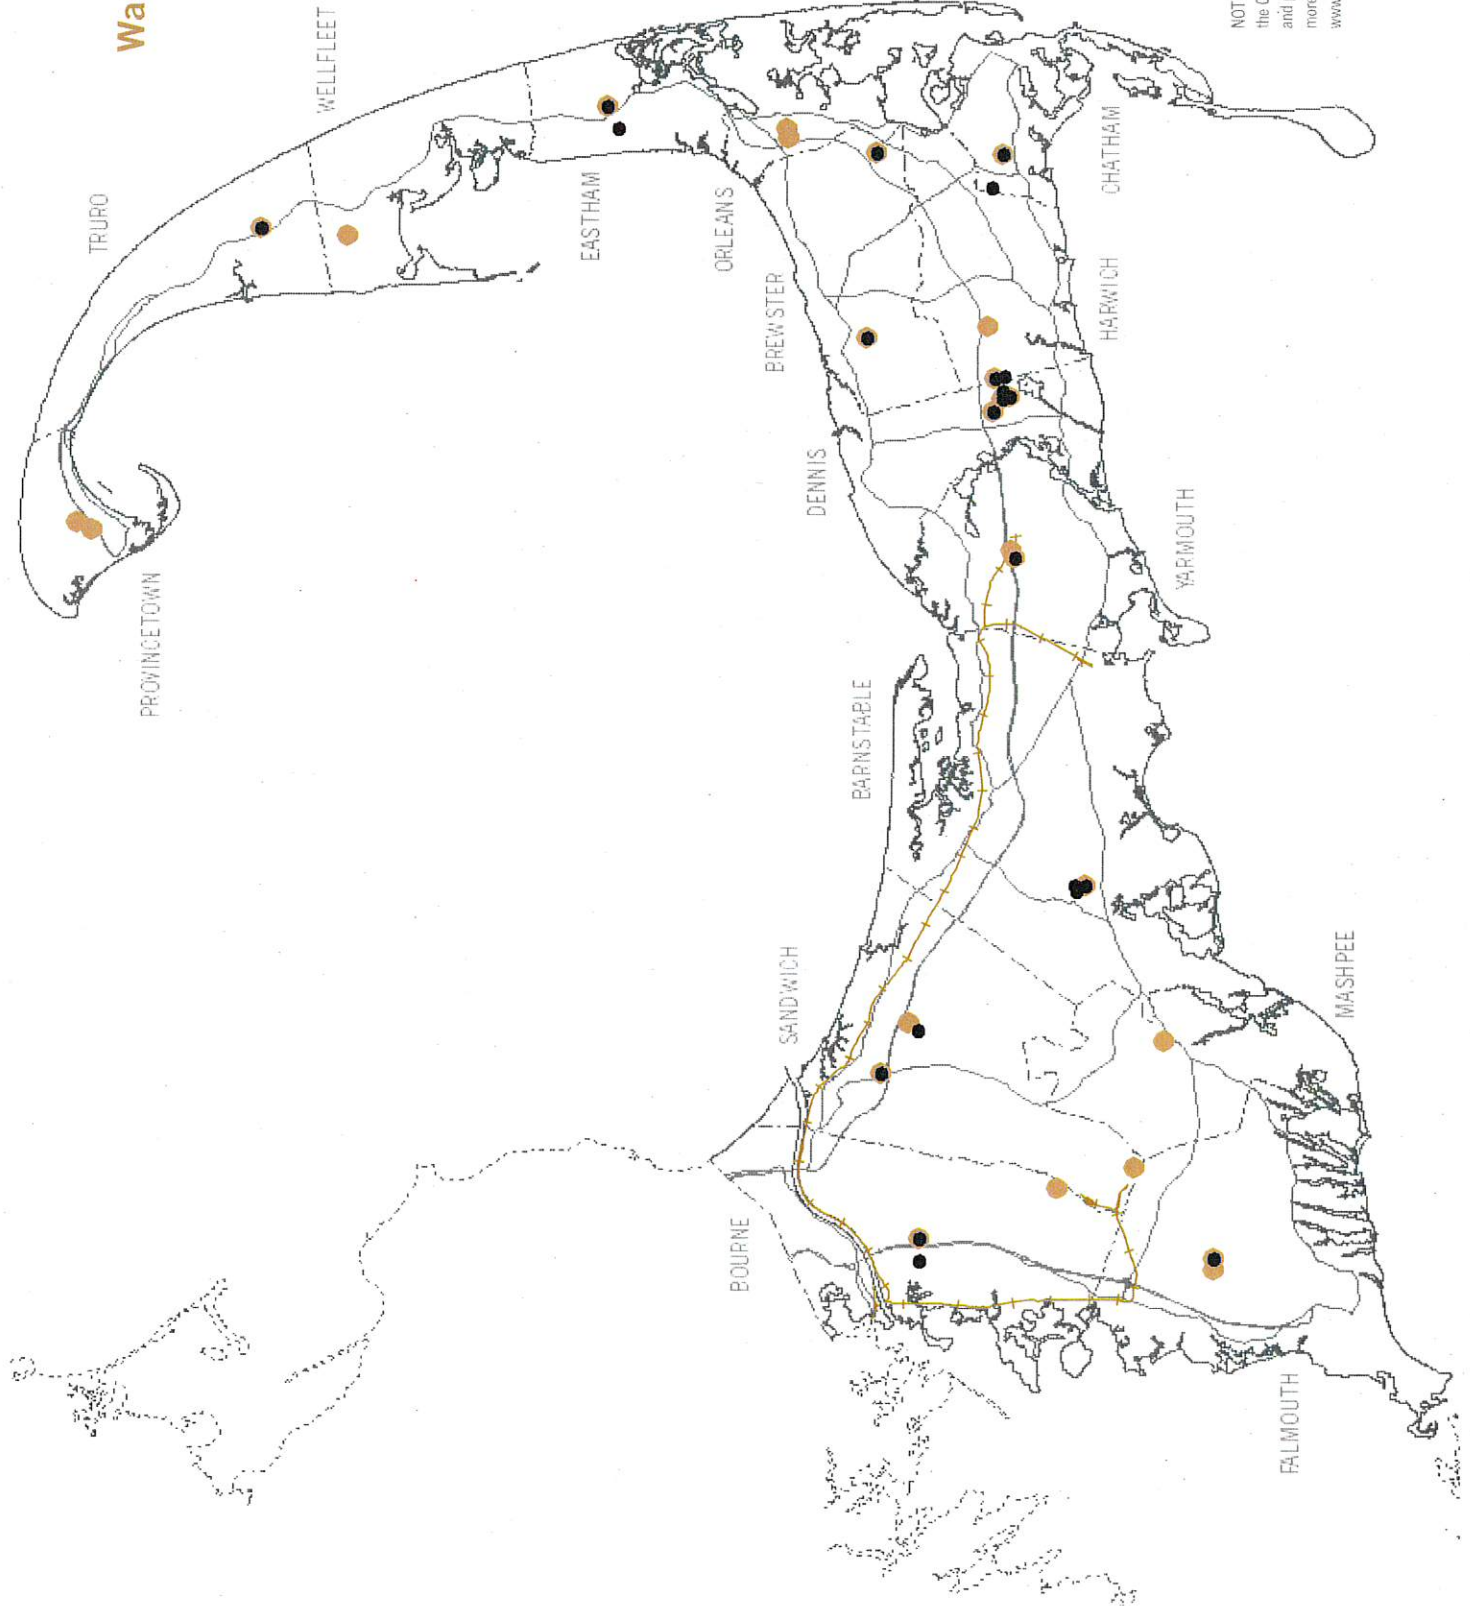 Wa
WELLFLEET
TRURO
PROVINCETOWN
EASTHAM
ORLEANS
BREWSTER
DENNIS
CHATHAM
HARWICH
YARMOUTH
BARNSTABLE
SANDWICH
MASHPEE
BOURNE
FALMOUTH
NOT
the C
and
more
www